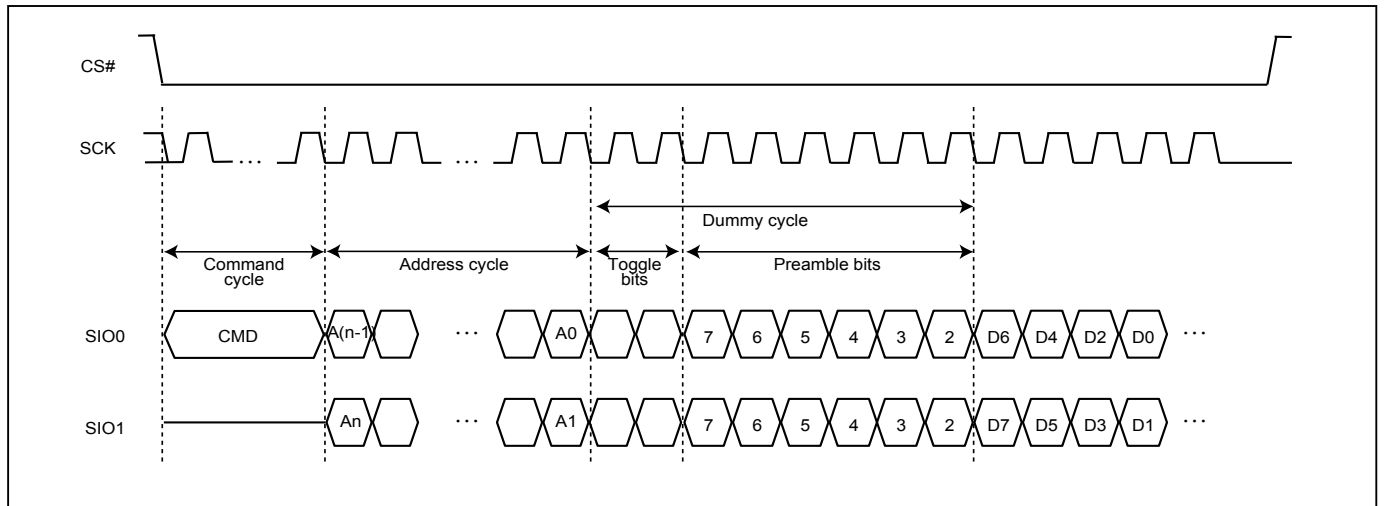 CS#
SCK
...
...
Dummy cycle
Command cycle
Address cycle
Toggle bits
Preamble bits
SIO0
CMD
A(n-1)
...
A0
7 6 5 4 3 2
D6 D4 D2 D0 ...
SIO1
An
...
A1
7 6 5 4 3 2
D7 D5 D3 D1 ...